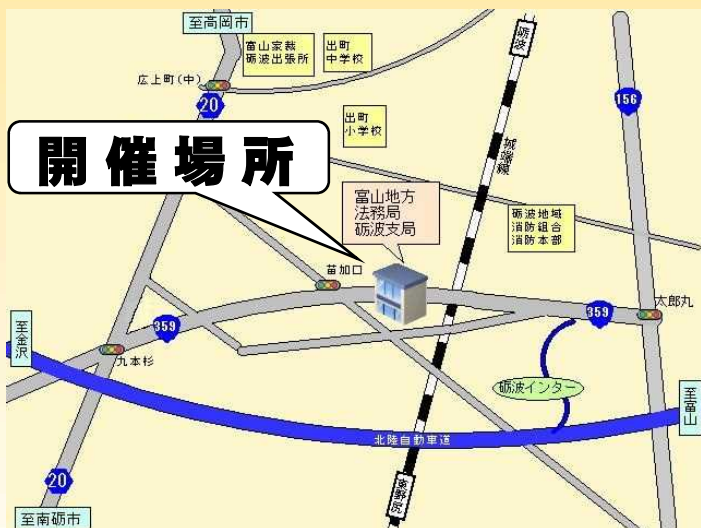 至高岡市
富山家裁
砺波出張所
出町
中学校
砺波
広上町(中)
20
156
出町
小学校
開催場所
城端線
富山地方
法務局
砺波支局
砺波地域
消防組合
消防本部
苗加口
太郎丸
359
359
至金沢
九本杉
砺波インター
至富山
北陸自動車道
20
東野尻
至南砺市